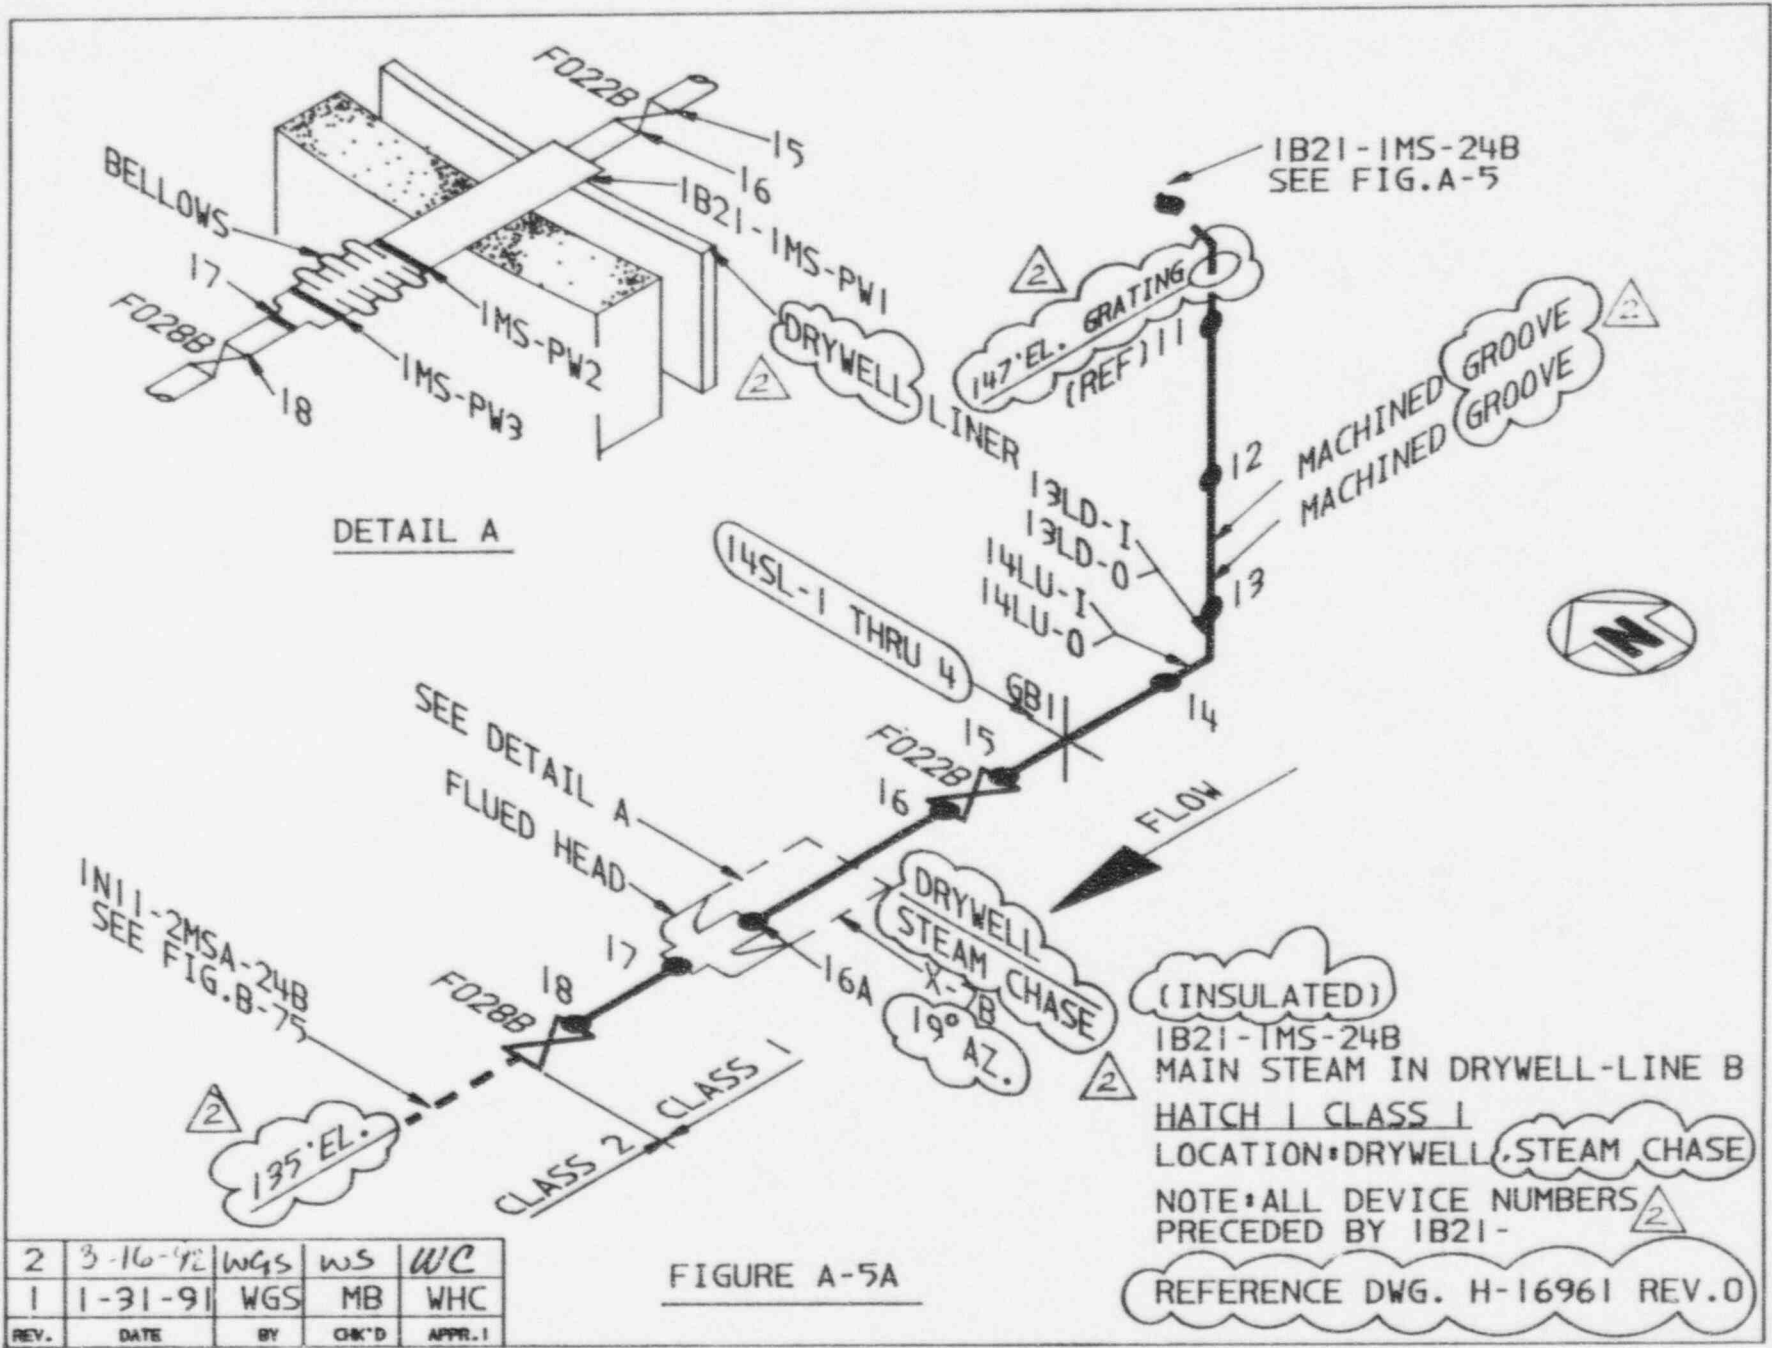 F022B
15
16
1B21-1MS-PW1
BELLOWS
17
F028B
18
1MS-PW2
1MS-PW3
2
DRYWELL LINER
DETAIL A
1B21-1MS-24B
SEE FIG.A-5
2
147'EL. GRATING
(REF)
11
2
MACHINED GROOVE
MACHINED GROOVE
12
13LD-I
13LD-O
14LU-I
14LU-O
13
N
14SL-1 THRU 4
GB11
14
15
F022B
16
SEE DETAIL A
FLUED HEAD
FLOW
1N11-2MSA-24B
SEE FIG.B-75
17
16A
18
F028B
DRYWELL
STEAM CHASE
X-7B
19° AZ.
2
2
135'EL.
CLASS 1
CLASS 2
(INSULATED)
1B21-1MS-24B
MAIN STEAM IN DRYWELL-LINE B
HATCH 1 CLASS 1
LOCATION:DRYWELL,STEAM CHASE
NOTE:ALL DEVICE NUMBERS
PRECEDED BY 1B21-
2
REFERENCE DWG. H-16961 REV.0
FIGURE A-5A
2 3-16-92 WGS WS WC
1 1-31-91 WGS MB WHC
REV. DATE BY CHK'D APPR.1